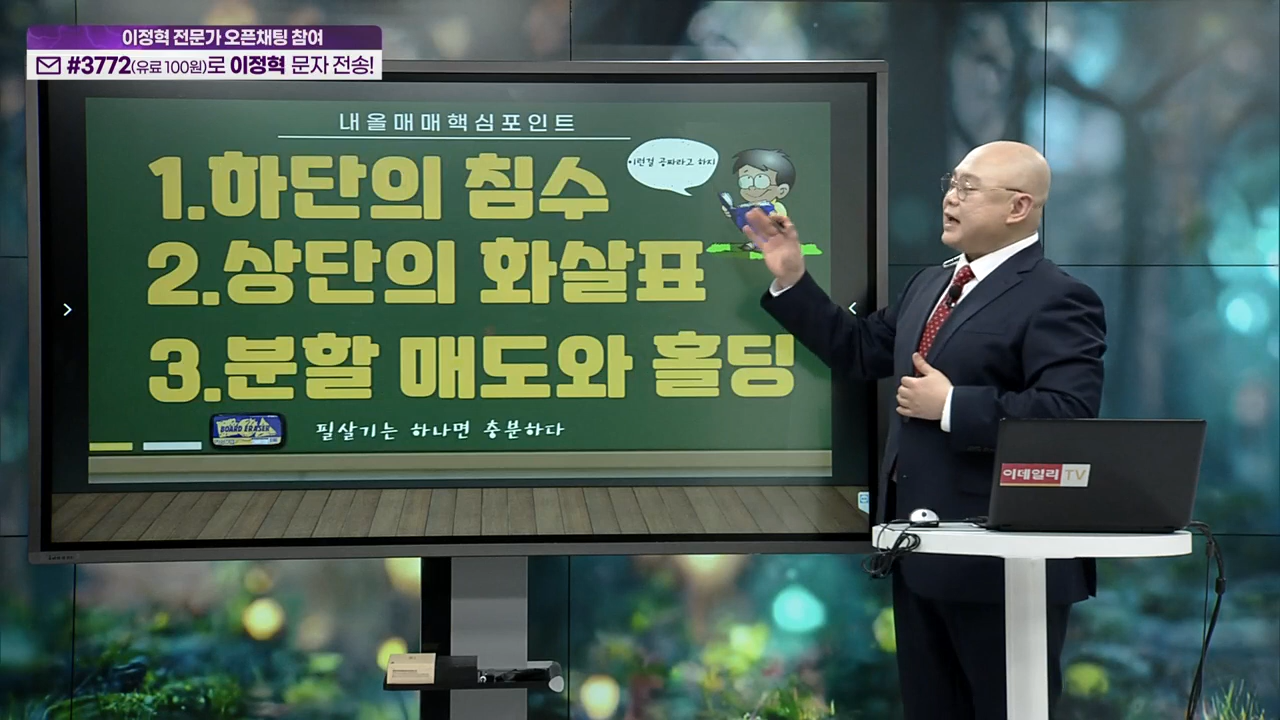 이정혁 전문가 오픈채팅 참여
#3772(유료 100원)로 이정혁 문자 전송!
내올매매핵심포인트
이런걸 공짜라고 하지
1.하단의 침수
2.상단의 화살표
3.분할 매도와 홀딩
BOARD ERASER
필살기는 하나면 충분하다
이데일리TV